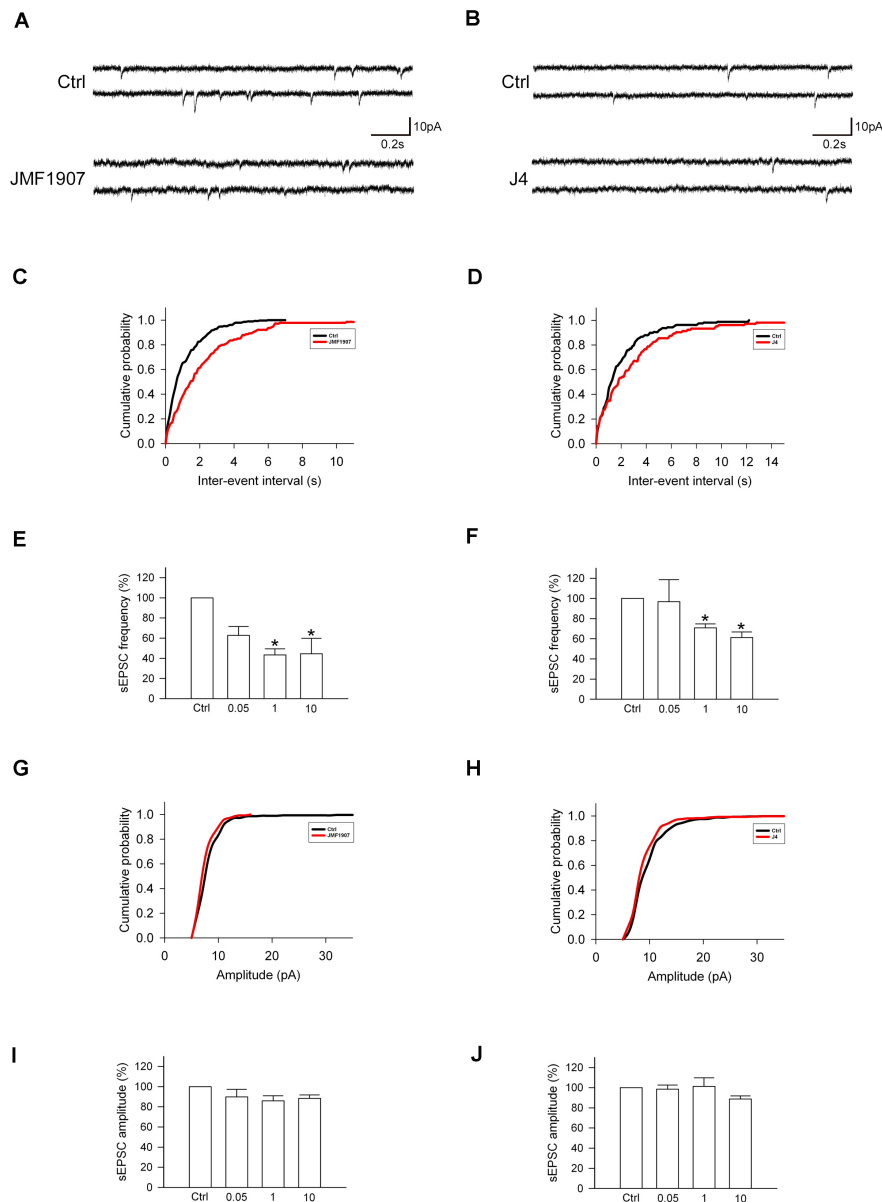 A
Ctrl
10pA
0.2s
JMF1907
B
Ctrl
10pA
0.2s
J4
C
Cumulative probability
1.0
0.8
0.6
0.4
0.2
0.0
Ctrl
JMF1907
0 2 4 6 8 10
Inter-event interval (s)
D
Cumulative probability
1.0
0.8
0.6
0.4
0.2
0.0
Ctrl
J4
0 2 4 6 8 10 12 14
Inter-event interval (s)
E
sEPSC frequency (%)
120
100
80
60
40
20
0
* *
Ctrl 0.05 1 10
F
sEPSC frequency (%)
120
100
80
60
40
20
0
* *
Ctrl 0.05 1 10
G
Cumulative probability
1.0
0.8
0.6
0.4
0.2
0.0
Ctrl
JMF1907
0 10 20 30
Amplitude (pA)
H
Cumulative probability
1.0
0.8
0.6
0.4
0.2
0.0
Ctrl
J4
0 10 20 30
Amplitude (pA)
I
sEPSC amplitude (%)
120
100
80
60
40
20
0
Ctrl 0.05 1 10
J
sEPSC amplitude (%)
120
100
80
60
40
20
0
Ctrl 0.05 1 10